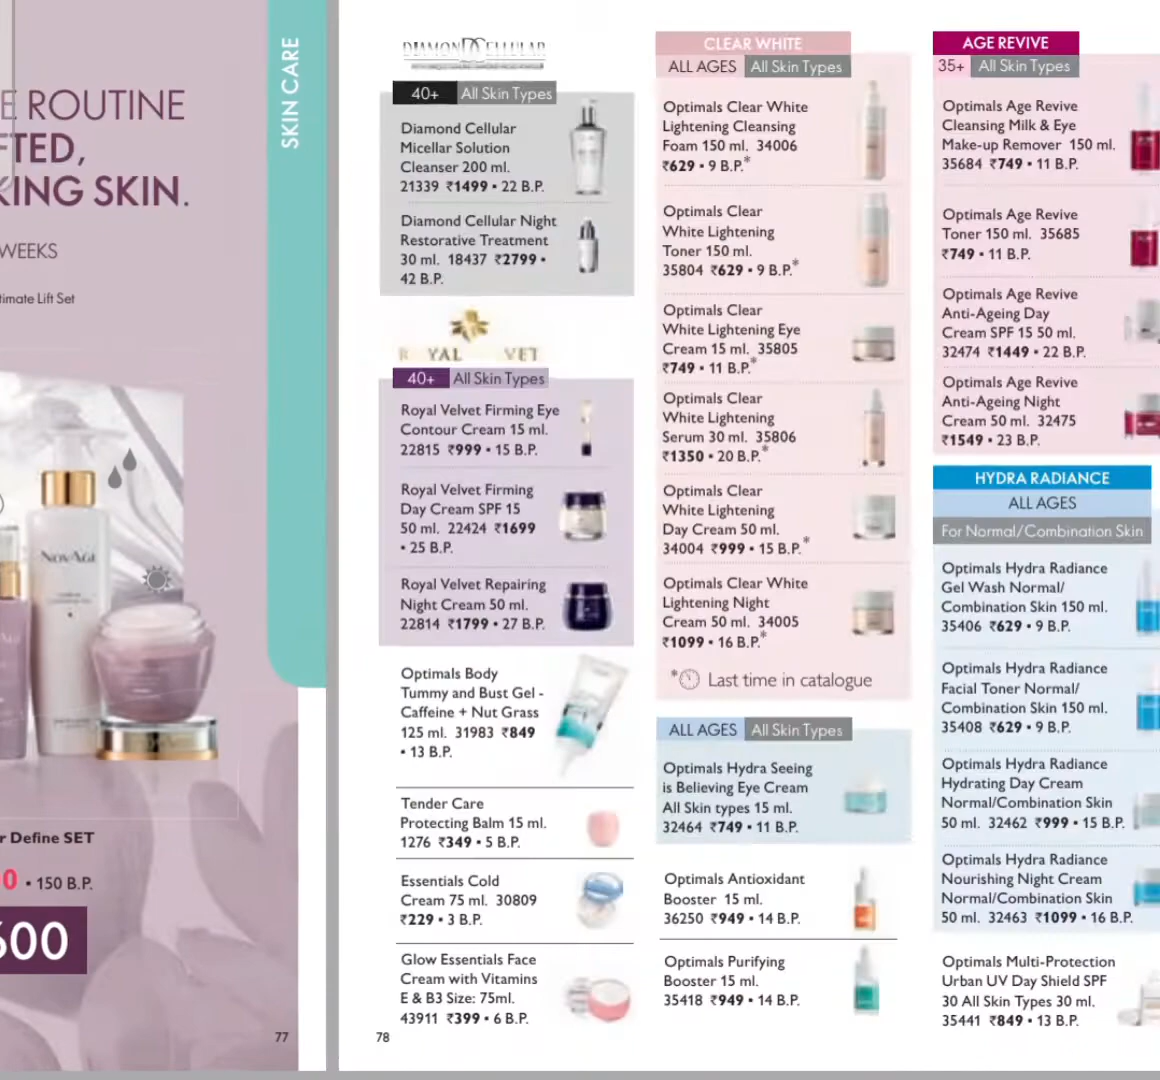 E ROUTINE
FTED,
KING SKIN.
WEEKS
timate Lift Set
NOVAGE
r Define SET
0 • 150 B.P.
600
77
SKIN CARE
DIAMOND CELLULAR
40+ All Skin Types
Diamond Cellular
Micellar Solution
Cleanser 200 ml.
21339 ₹1499 • 22 B.P.
Diamond Cellular Night
Restorative Treatment
30 ml. 18437 ₹2799 •
42 B.P.
R YAL VET
40+ All Skin Types
Royal Velvet Firming Eye
Contour Cream 15 ml.
22815 ₹999 • 15 B.P.
Royal Velvet Firming
Day Cream SPF 15
50 ml. 22424 ₹1699
• 25 B.P.
Royal Velvet Repairing
Night Cream 50 ml.
22814 ₹1799 • 27 B.P.
Optimals Body
Tummy and Bust Gel -
Caffeine + Nut Grass
125 ml. 31983 ₹849
• 13 B.P.
Tender Care
Protecting Balm 15 ml.
1276 ₹349 • 5 B.P.
Essentials Cold
Cream 75 ml. 30809
₹229 • 3 B.P.
Glow Essentials Face
Cream with Vitamins
E & B3 Size: 75ml.
43911 ₹399 • 6 B.P.
78
CLEAR WHITE
ALL AGES All Skin Types
Optimals Clear White
Lightening Cleansing
Foam 150 ml. 34006
₹629 • 9 B.P.*
Optimals Clear
White Lightening
Toner 150 ml.
35804 ₹629 • 9 B.P.*
Optimals Clear
White Lightening Eye
Cream 15 ml. 35805
₹749 • 11 B.P.*
Optimals Clear
White Lightening
Serum 30 ml. 35806
₹1350 • 20 B.P.*
Optimals Clear
White Lightening
Day Cream 50 ml.
34004 ₹999 • 15 B.P.*
Optimals Clear White
Lightening Night
Cream 50 ml. 34005
₹1099 • 16 B.P.*
* Last time in catalogue
ALL AGES All Skin Types
Optimals Hydra Seeing
is Believing Eye Cream
All Skin types 15 ml.
32464 ₹749 • 11 B.P.
Optimals Antioxidant
Booster 15 ml.
36250 ₹949 • 14 B.P.
Optimals Purifying
Booster 15 ml.
35418 ₹949 • 14 B.P.
AGE REVIVE
35+ All Skin Types
Optimals Age Revive
Cleansing Milk & Eye
Make-up Remover 150 ml.
35684 ₹749 • 11 B.P.
Optimals Age Revive
Toner 150 ml. 35685
₹749 • 11 B.P.
Optimals Age Revive
Anti-Ageing Day
Cream SPF 15 50 ml.
32474 ₹1449 • 22 B.P.
Optimals Age Revive
Anti-Ageing Night
Cream 50 ml. 32475
₹1549 • 23 B.P.
HYDRA RADIANCE
ALL AGES
For Normal/Combination Skin
Optimals Hydra Radiance
Gel Wash Normal/
Combination Skin 150 ml.
35406 ₹629 • 9 B.P.
Optimals Hydra Radiance
Facial Toner Normal/
Combination Skin 150 ml.
35408 ₹629 • 9 B.P.
Optimals Hydra Radiance
Hydrating Day Cream
Normal/Combination Skin
50 ml. 32462 ₹999 • 15 B.P.
Optimals Hydra Radiance
Nourishing Night Cream
Normal/Combination Skin
50 ml. 32463 ₹1099 • 16 B.P.
Optimals Multi-Protection
Urban UV Day Shield SPF
30 All Skin Types 30 ml.
35441 ₹849 • 13 B.P.